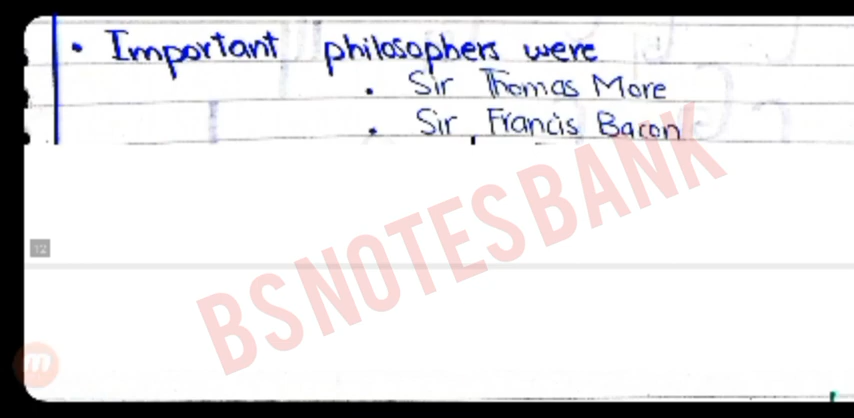 • Important philosophers were
• Sir Thomas More
• Sir Francis Bacon
BSNOTESBANK
12
m